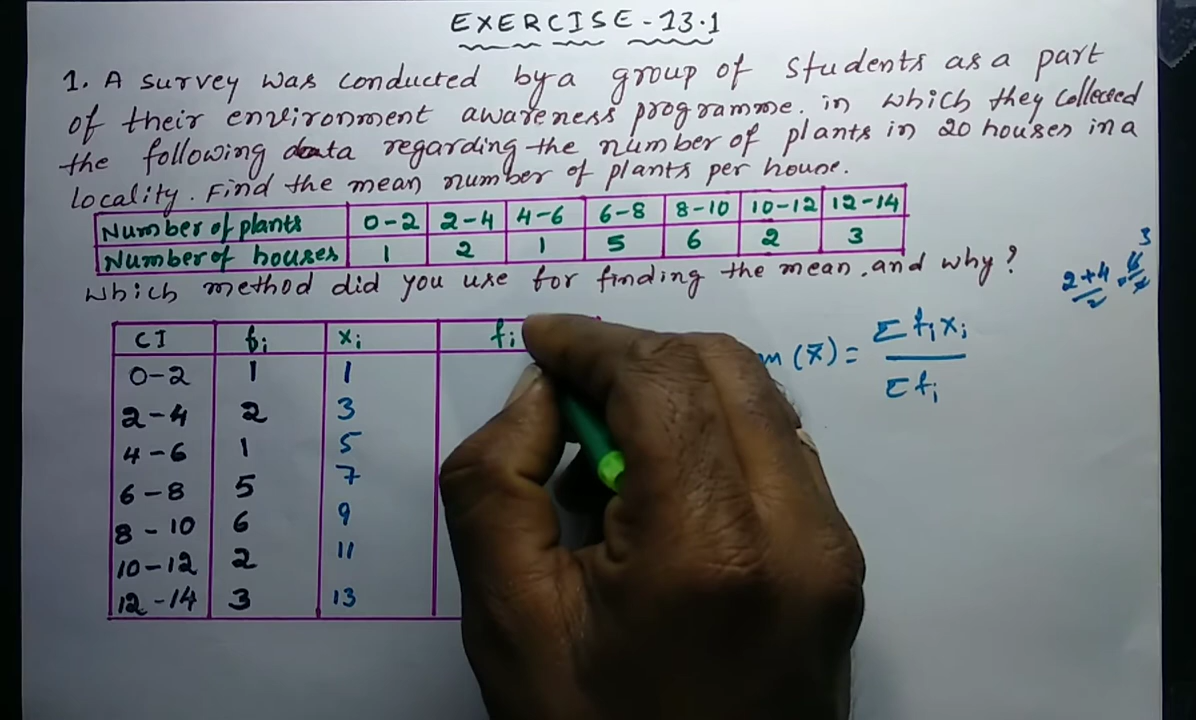 EXERCISE - 13.1
1. A survey was conducted by a group of students as a part
of their environment awareness programme. in which they collected
the following data regarding the number of plants in 20 houses in a
locality. Find the mean number of plants per house.
Number of plants 0-2 2-4 4-6 6-8 8-10 10-12 12-14
Number of houses 1 2 1 5 6 2 3
Which method did you use for finding the mean, and why?
2+4/2 = 6/2 3
CI fi xi fi
0-2 1 1
2-4 2 3
4-6 1 5
6-8 5 7
8-10 6 9
10-12 2 11
12-14 3 13
(x̄) = Σfixi
Σfi